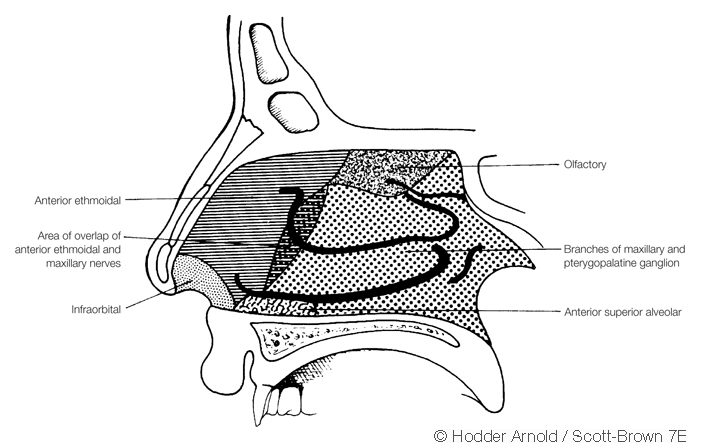 Olfactory
Anterior ethmoidal
Area of overlap of
anterior ethmoidal and
maxillary nerves
Branches of maxillary and
pterygopalatine ganglion
Infraorbital
Anterior superior alveolar
© Hodder Arnold / Scott-Brown 7E